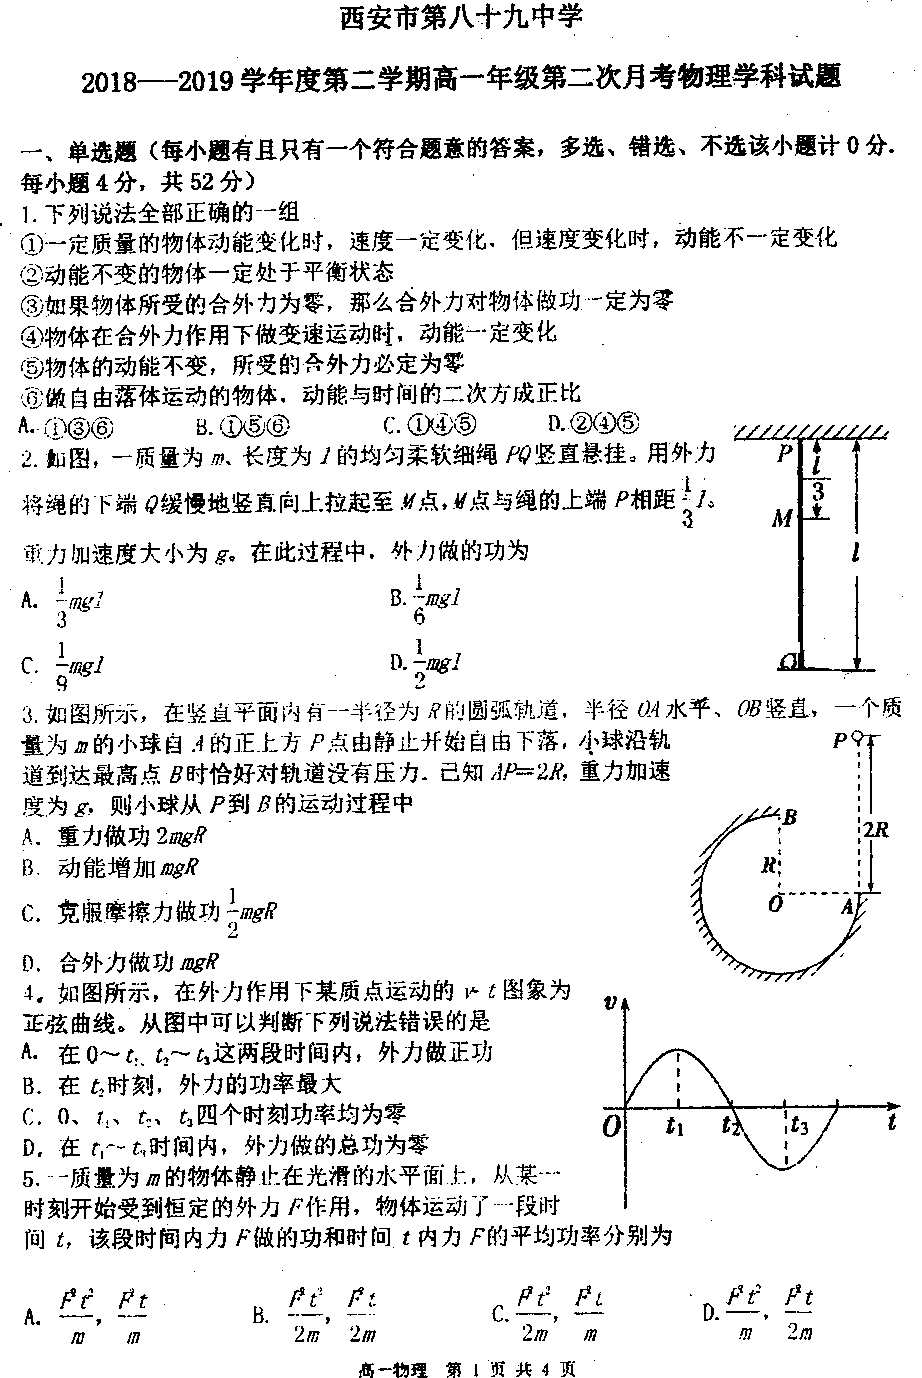 西安市第八十九中学
2018——2019学年度第二学期高一年级第二次月考物理学科试题
一、单选题（每小题有且只有一个符合题意的答案，多选、错选、不选该小题计0分．
每小题4分，共52分）
1.下列说法全部正确的一组
①一定质量的物体动能变化时，速度一定变化、但速度变化时，动能不一定变化
②动能不变的物体一定处于平衡状态
③如果物体所受的合外力为零，那么合外力对物体做功一定为零
④物体在合外力作用下做变速运动时，动能一定变化
⑤物体的动能不变，所受的合外力必定为零
⑥做自由落体运动的物体．动能与时间的二次方成正比
A. ①③⑥ B. ①⑤⑥ C. ①④⑤ D. ②④⑤
2. 如图，一质量为m、长度为l的均匀柔软细绳PQ竖直悬挂。用外力
将绳的下端Q缓慢地竖直向上拉起至M点，M点与绳的上端P相距1/3 l。
重力加速度大小为g。在此过程中．外力做的功为
A. 1/3 mgl B. 1/6 mgl
C. 1/9 mgl D. 1/2 mgl
P l/3 M l Q
3. 如图所示，在竖直平面内有一半径为R的圆弧轨道，半径OA水平、OB竖直，一个质
量为m的小球自A的正上方P点由静止开始自由下落，小球沿轨
道到达最高点B时恰好对轨道没有压力．已知AP=2R，重力加速
度为g，则小球从P到B的运动过程中
A. 重力做功2mgR
B. 动能增加mgR
C. 克服摩擦力做功1/2 mgR
D. 合外力做功mgR
P B 2R R O A
4. 如图所示，在外力作用下某质点运动的v-t图象为
正弦曲线。从图中可以判断下列说法错误的是
A. 在0～t₁、t₂～t₃这两段时间内，外力做正功
B. 在t₂时刻，外力的功率最大
C. 0、t₁、t₂、t₃四个时刻功率均为零
D. 在t₁～t₃时间内，外力做的总功为零
v O t₁ t₂ t₃ t
5. 一质量为m的物体静止在光滑的水平面上，从某一
时刻开始受到恒定的外力F作用，物体运动了一段时
间t，该段时间内力F做的功和时间t内力F的平均功率分别为
A. F²t²/m，F²t/m B. F²t²/2m，F²t/2m C. F²t²/2m，F²t/m D. F²t²/m，F²t/2m
高一物理 第1页共4页